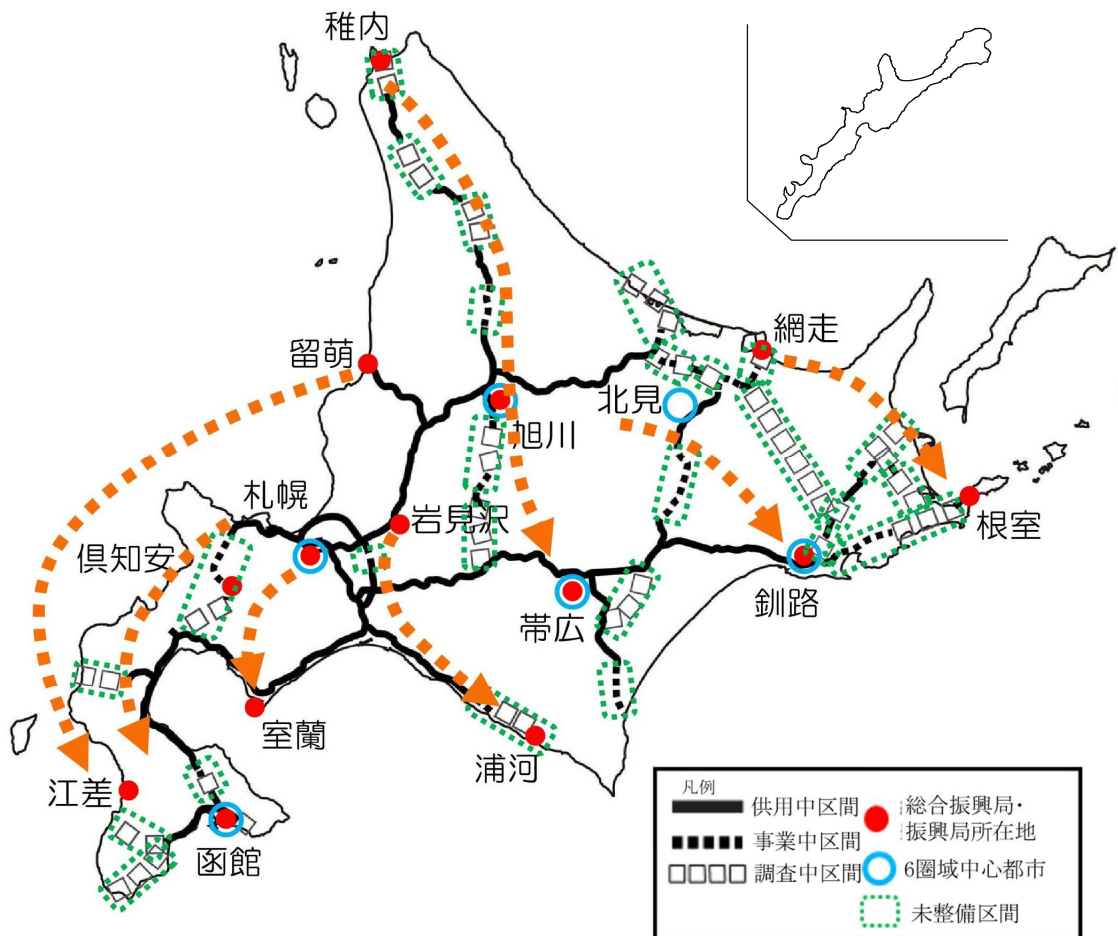 稚内
留萌
網走
北見
旭川
札幌
岩見沢
倶知安
根室
釧路
帯広
室蘭
浦河
江差
函館
凡例
供用中区間
事業中区間
調査中区間
総合振興局・
振興局所在地
6圏域中心都市
未整備区間